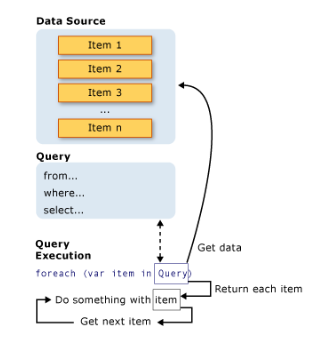 Data Source
Item 1
Item 2
Item 3
...
Item n
Query
from...
where...
select...
Get data
Query
Execution
foreach (var item in Query)
Return each item
Do something with item
Get next item